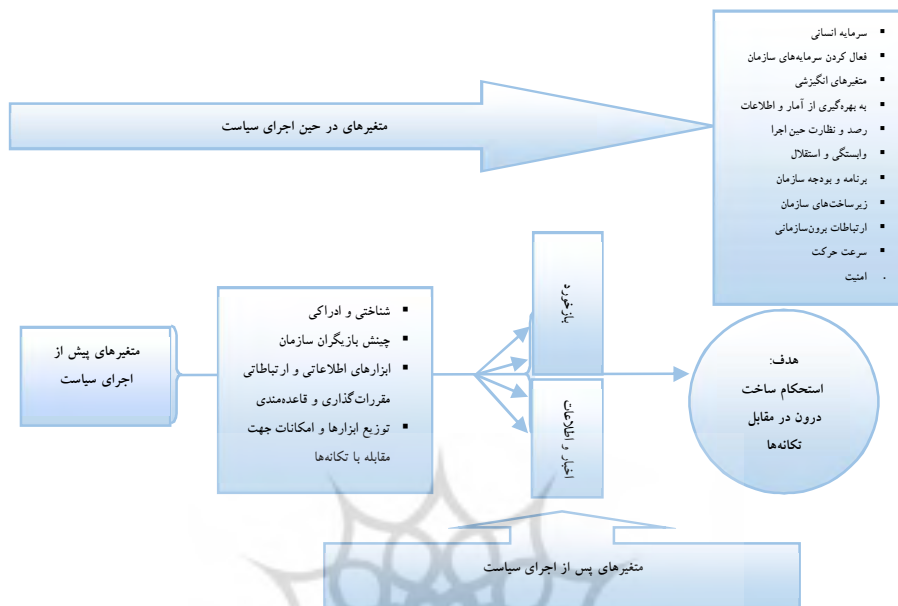 سرمایه انسانی
فعال کردن سرمایه‌های سازمان
متغیرهای انگیزشی
به بهره‌گیری از آمار و اطلاعات
رصد و نظارت حین اجرا
وابستگی و استقلال
برنامه و بودجه سازمان
زیرساخت‌های سازمان
ارتباطات برون‌سازمانی
سرعت حرکت
امنیت
متغیرهای در حین اجرای سیاست
متغیرهای پیش از
اجرای سیاست
شناختی و ادراکی
چینش بازیگران سازمان
ابزارهای اطلاعاتی و ارتباطاتی
مقررات‌گذاری و قاعده‌مندی
توزیع ابزارها و امکانات جهت
مقابله با تکانه‌ها
بازخورد
اخبار و اطلاعات
هدف:
استحکام ساخت
درون در مقابل
تکانه‌ها
متغیرهای پس از اجرای سیاست